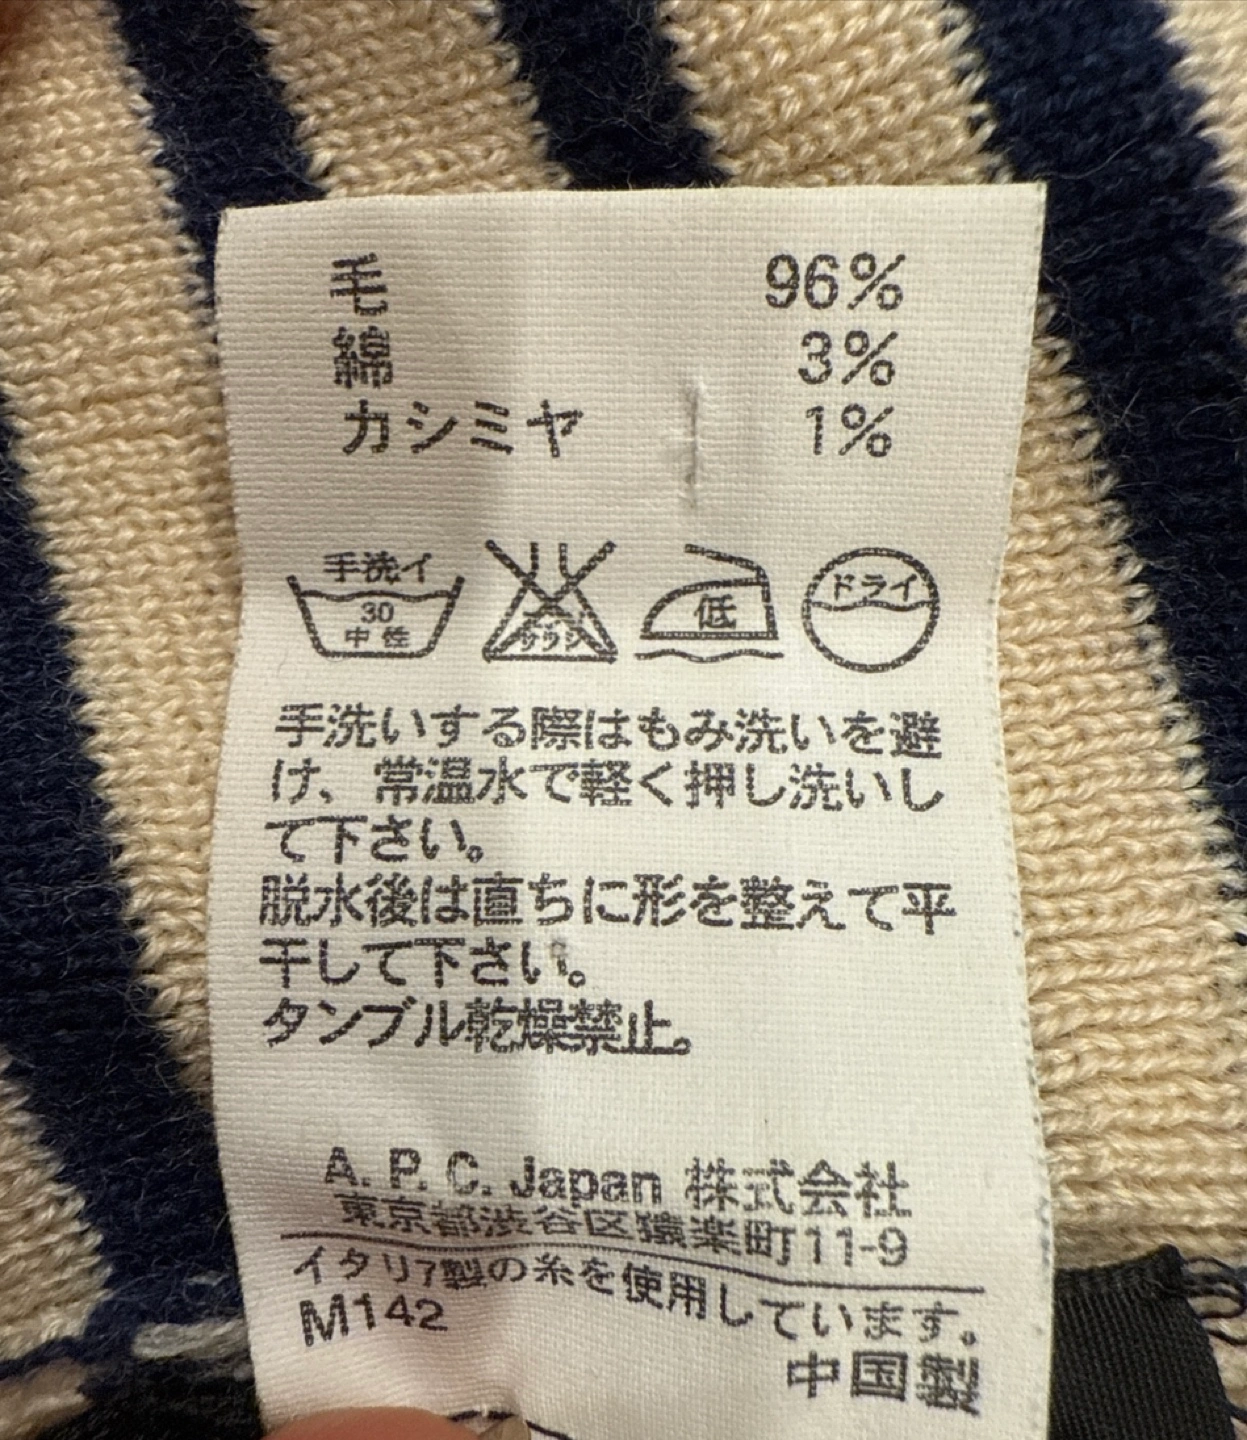 毛 96%
綿 3%
カシミヤ 1%
手洗イ
30
中性
低
ドライ
手洗いする際はもみ洗いを避
け、常温水で軽く押し洗いし
て下さい。
脱水後は直ちに形を整えて平
干して下さい。
タンブル乾燥禁止。
A.P.C. Japan 株式会社
東京都渋谷区猿楽町11-9
イタリア製の糸を使用しています。
M142
中国製